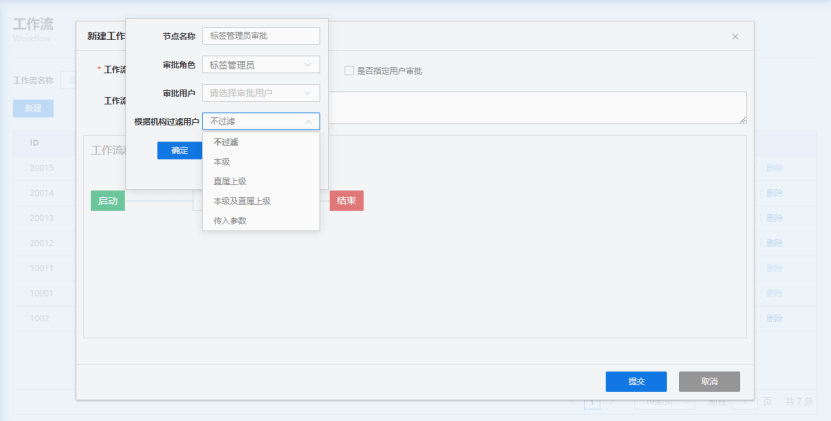 工作流
Workflow
工作流名称
新建
ID
20015
20014
20013
20012
10011
10001
1002
删除
删除
删除
删除
删除
删除
删除
1
页
共 7 条
新建工作
×
* 工作流
是否指定用户审批
工作流
工作流
启动
结束
提交
取消
节点名称
标签管理员审批
审批角色
标签管理员
审批用户
请选择审批用户
根据机构过滤用户
不过滤
确定
不过滤
本级
直属上级
本级及直属上级
传入参数